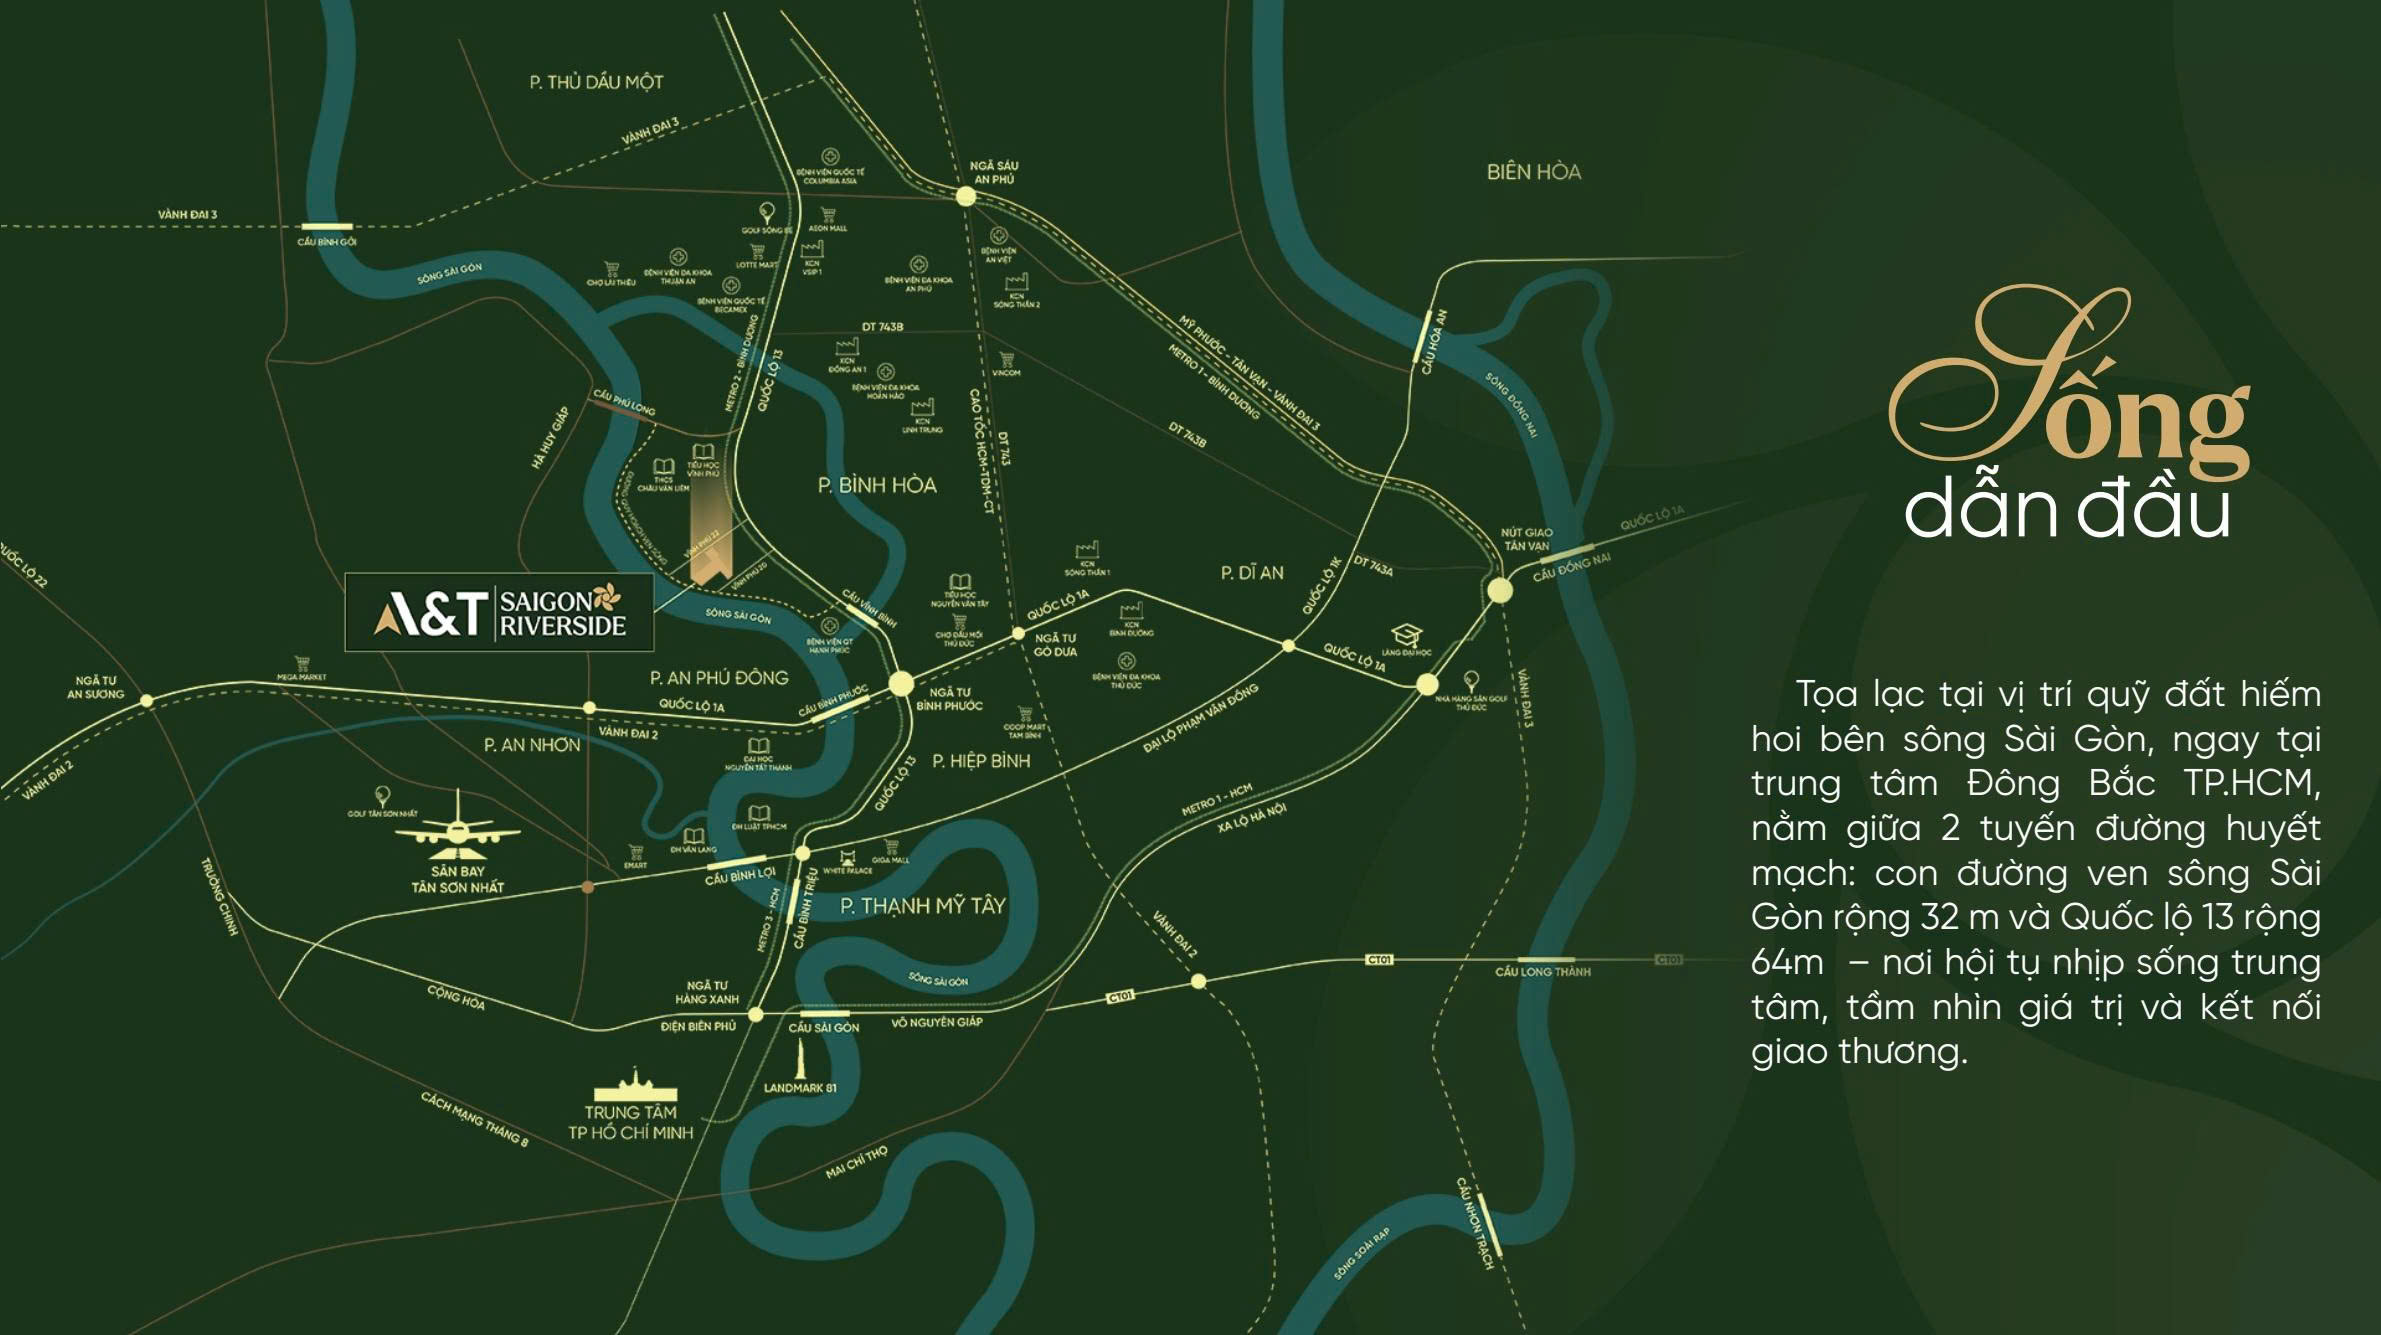 P. THỦ DẦU MỘT
VÀNH ĐAI 3
BỆNH VIỆN QUỐC TẾ
COLUMBIA ASIA
NGÃ SÁU
AN PHÚ
BIÊN HÒA
VÀNH ĐAI 3
CẦU BÌNH GỞI
SÔNG SÀI GÒN
GOLF SÔNG BÉ
AEON MALL
LOTTE MART
KCN
VSIP 1
CHỢ LÁI THIÊU
BỆNH VIỆN ĐA KHOA
THUẬN AN
BỆNH VIỆN QUỐC TẾ
BECAMEX
BỆNH VIỆN ĐA KHOA
AN PHÚ
BỆNH VIỆN
AN VIỆT
KCN
SÓNG THẦN 2
DT 743B
KCN
ĐỒNG AN 1
BỆNH VIỆN ĐA KHOA
HOÀN HẢO
KCN
LINH TRUNG
VINCOM
METRO 2 - BÌNH DƯƠNG
QUỐC LỘ 13
MỸ PHƯỚC - TÂN VẠN - VÀNH ĐAI 3
METRO 1 - BÌNH DƯƠNG
CẦU HÓA AN
SÔNG ĐỒNG NAI
CẦU PHÚ LONG
HÀ HUY GIÁP
CAO TỐC HCM-TDM-CT
DT 743
DT 743B
TIỂU HỌC
VĨNH PHÚ
THCS
CHÂU VĂN LIÊM
P. BÌNH HÒA
VĨNH PHÚ 22
VĨNH PHÚ 20
NÚT GIAO
TÂN VẠN
QUỐC LỘ 1A
CẦU ĐỒNG NAI
QUỐC LỘ 22
A&T SAIGON
RIVERSIDE
SÔNG SÀI GÒN
CẦU VĨNH BÌNH
BỆNH VIỆN QT
HẠNH PHÚC
TIỂU HỌC
NGUYỄN VĂN TÂY
CHỢ ĐẦU MỐI
THỦ ĐỨC
KCN
SÓNG THẦN 1
QUỐC LỘ 1A
NGÃ TƯ
GÒ DƯA
KCN
BÌNH ĐƯỜNG
BỆNH VIỆN ĐA KHOA
THỦ ĐỨC
P. DĨ AN
QUỐC LỘ 1K
DT 743A
LÀNG ĐẠI HỌC
QUỐC LỘ 1A
NHÀ HÀNG SÂN GOLF
THỦ ĐỨC
VÀNH ĐAI 3
NGÃ TƯ
AN SƯƠNG
MEGA MARKET
P. AN PHÚ ĐÔNG
QUỐC LỘ 1A
CẦU BÌNH PHƯỚC
NGÃ TƯ
BÌNH PHƯỚC
COOP MART
TAM BÌNH
ĐẠI LỘ PHẠM VĂN ĐỒNG
VÀNH ĐAI 2
P. AN NHƠN
VÀNH ĐAI 2
ĐẠI HỌC
NGUYỄN TẤT THÀNH
QUỐC LỘ 13
P. HIỆP BÌNH
METRO 1 - HCM
XA LỘ HÀ NỘI
GOLF TÂN SƠN NHẤT
SÂN BAY
TÂN SƠN NHẤT
ĐH LUẬT TPHCM
ĐH VĂN LANG
EMART
CẦU BÌNH LỢI
WHITE PALACE
GIGA MALL
TRƯỜNG CHINH
METRO 3 - HCM
CẦU BÌNH TRIỆU
P. THẠNH MỸ TÂY
VÀNH ĐAI 2
CỘNG HÒA
NGÃ TƯ
HÀNG XANH
SÔNG SÀI GÒN
ĐIỆN BIÊN PHỦ
CẦU SÀI GÒN
VÕ NGUYÊN GIÁP
CT01
CT01
CẦU LONG THÀNH
CT01
LANDMARK 81
TRUNG TÂM
TP HỒ CHÍ MINH
CÁCH MẠNG THÁNG 8
MAI CHÍ THỌ
CẦU NHƠN TRẠCH
SÔNG SOÀI RẠP
Sống
dẫn đầu
Tọa lạc tại vị trí quỹ đất hiếm
hoi bên sông Sài Gòn, ngay tại
trung tâm Đông Bắc TP.HCM,
nằm giữa 2 tuyến đường huyết
mạch: con đường ven sông Sài
Gòn rộng 32 m và Quốc lộ 13 rộng
64m – nơi hội tụ nhịp sống trung
tâm, tầm nhìn giá trị và kết nối
giao thương.